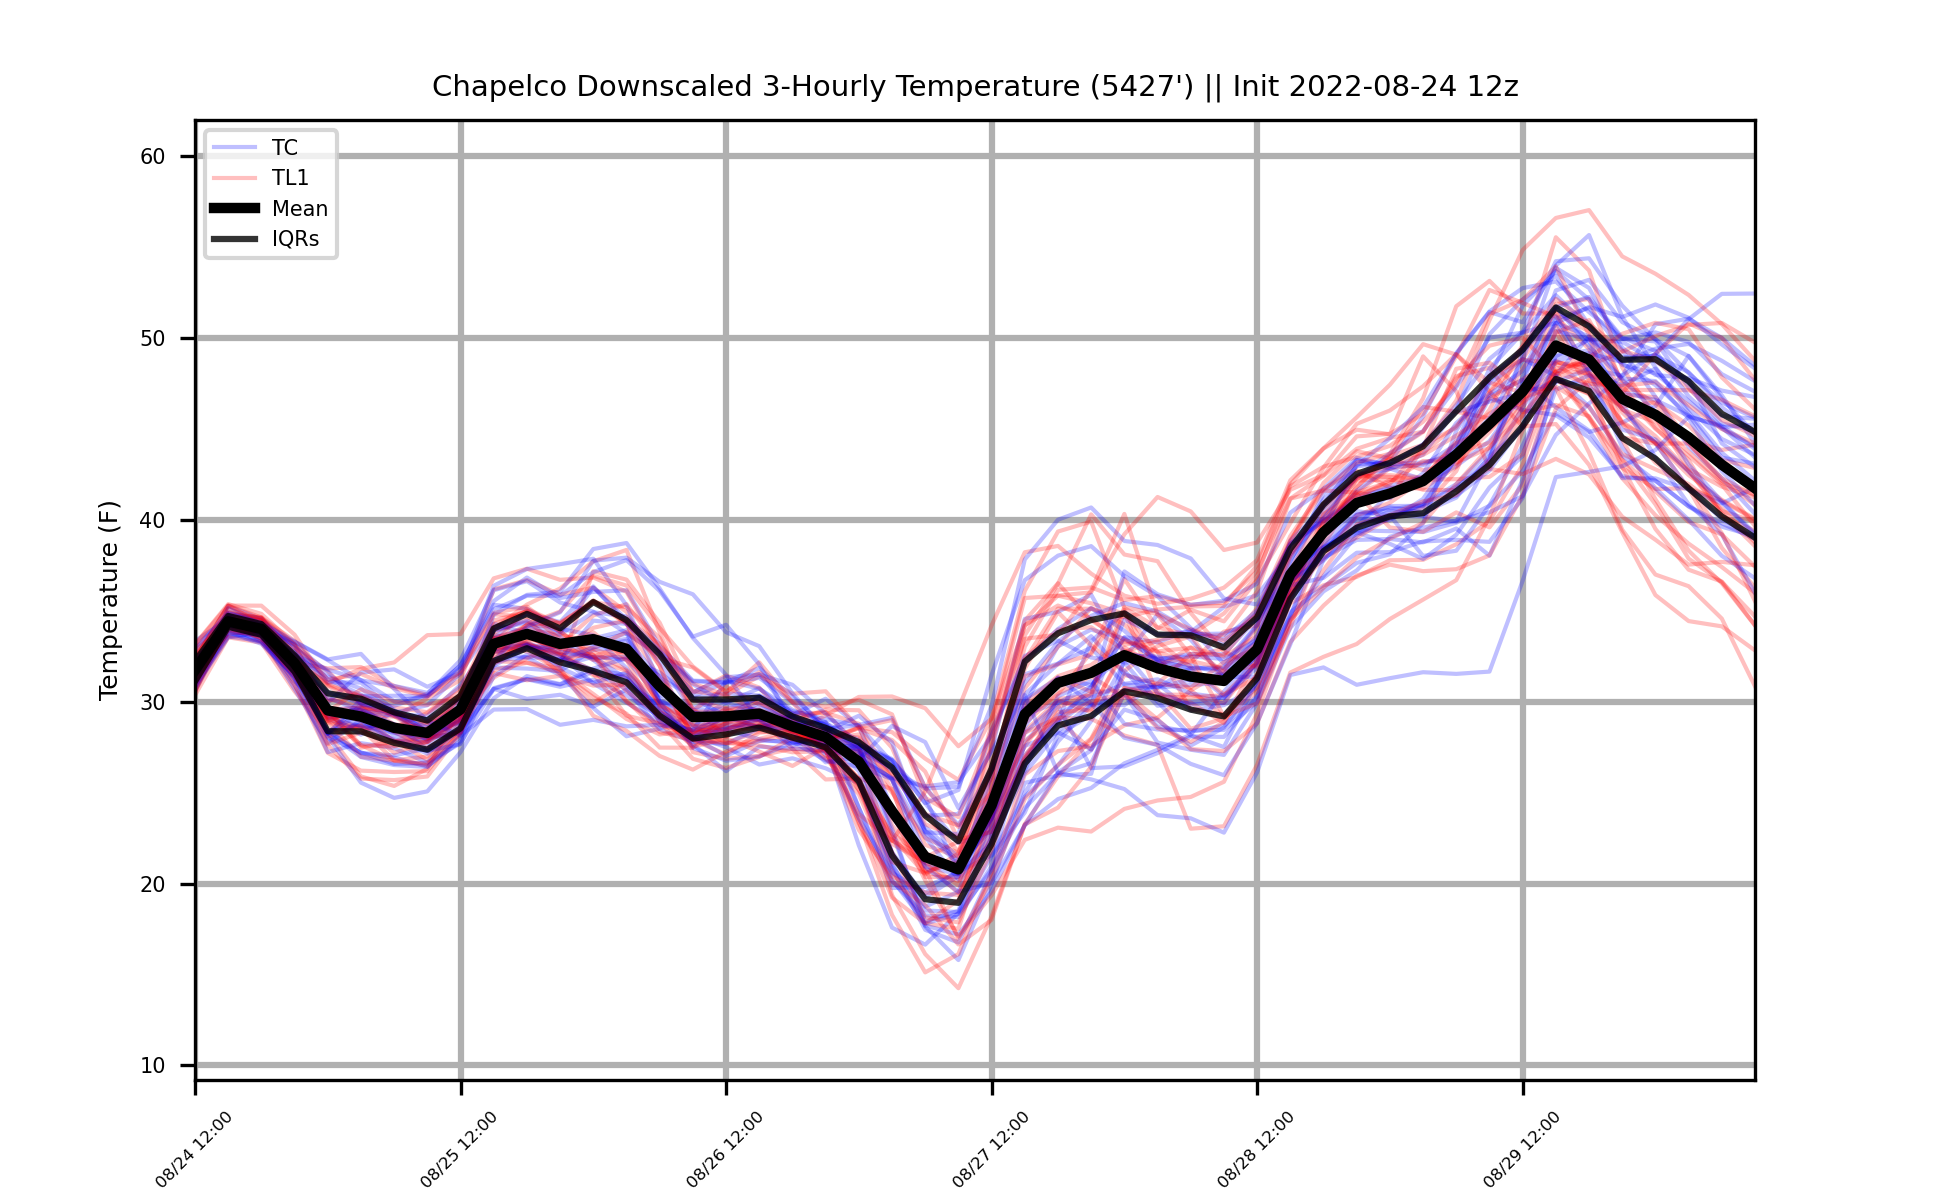 Chapelco Downscaled 3-Hourly Temperature (5427') || Init 2022-08-24 12z
TC
TL1
Mean
IQRs
Temperature (F)
60
50
40
30
20
10
08/24 12:00
08/25 12:00
08/26 12:00
08/27 12:00
08/28 12:00
08/29 12:00